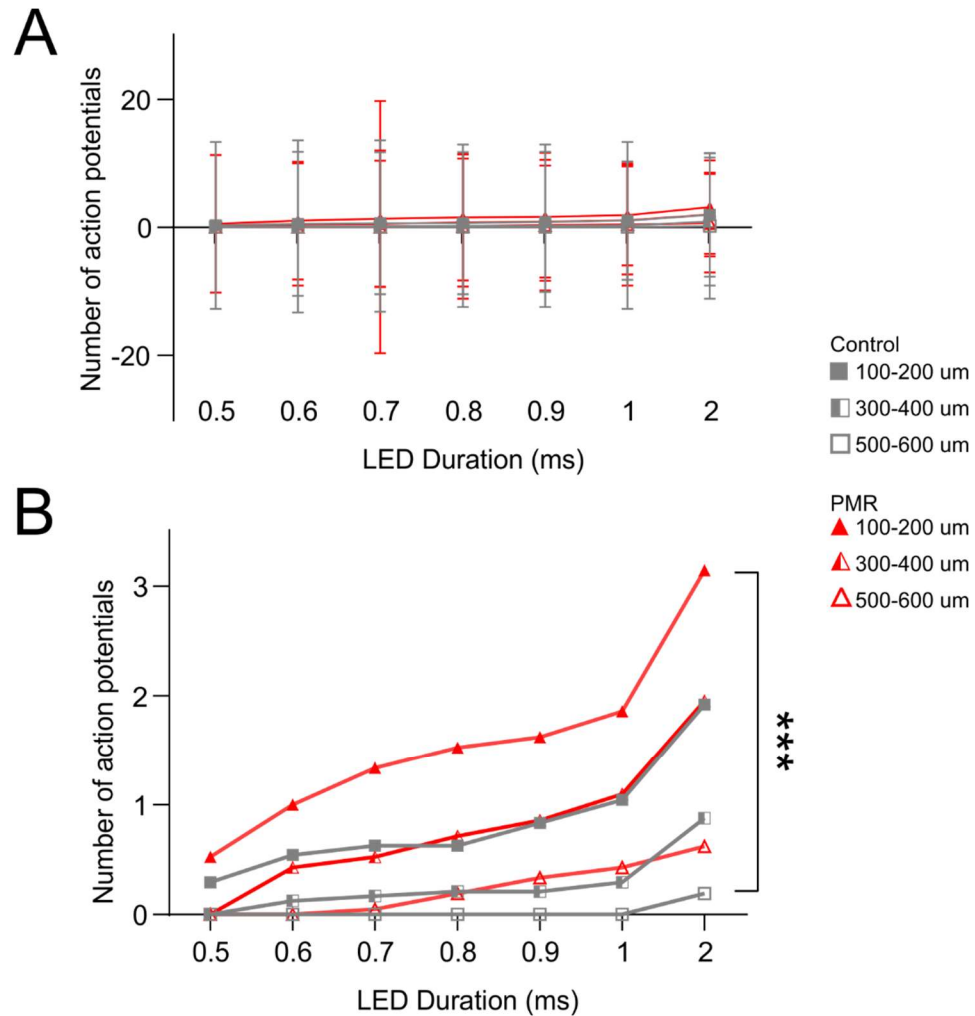 A
Number of action potentials
20
0
-20
0.5 0.6 0.7 0.8 0.9 1 2
LED Duration (ms)
Control
100-200 um
300-400 um
500-600 um
PMR
100-200 um
300-400 um
500-600 um
B
Number of action potentials
3
2
1
0
0.5 0.6 0.7 0.8 0.9 1 2
LED Duration (ms)
***